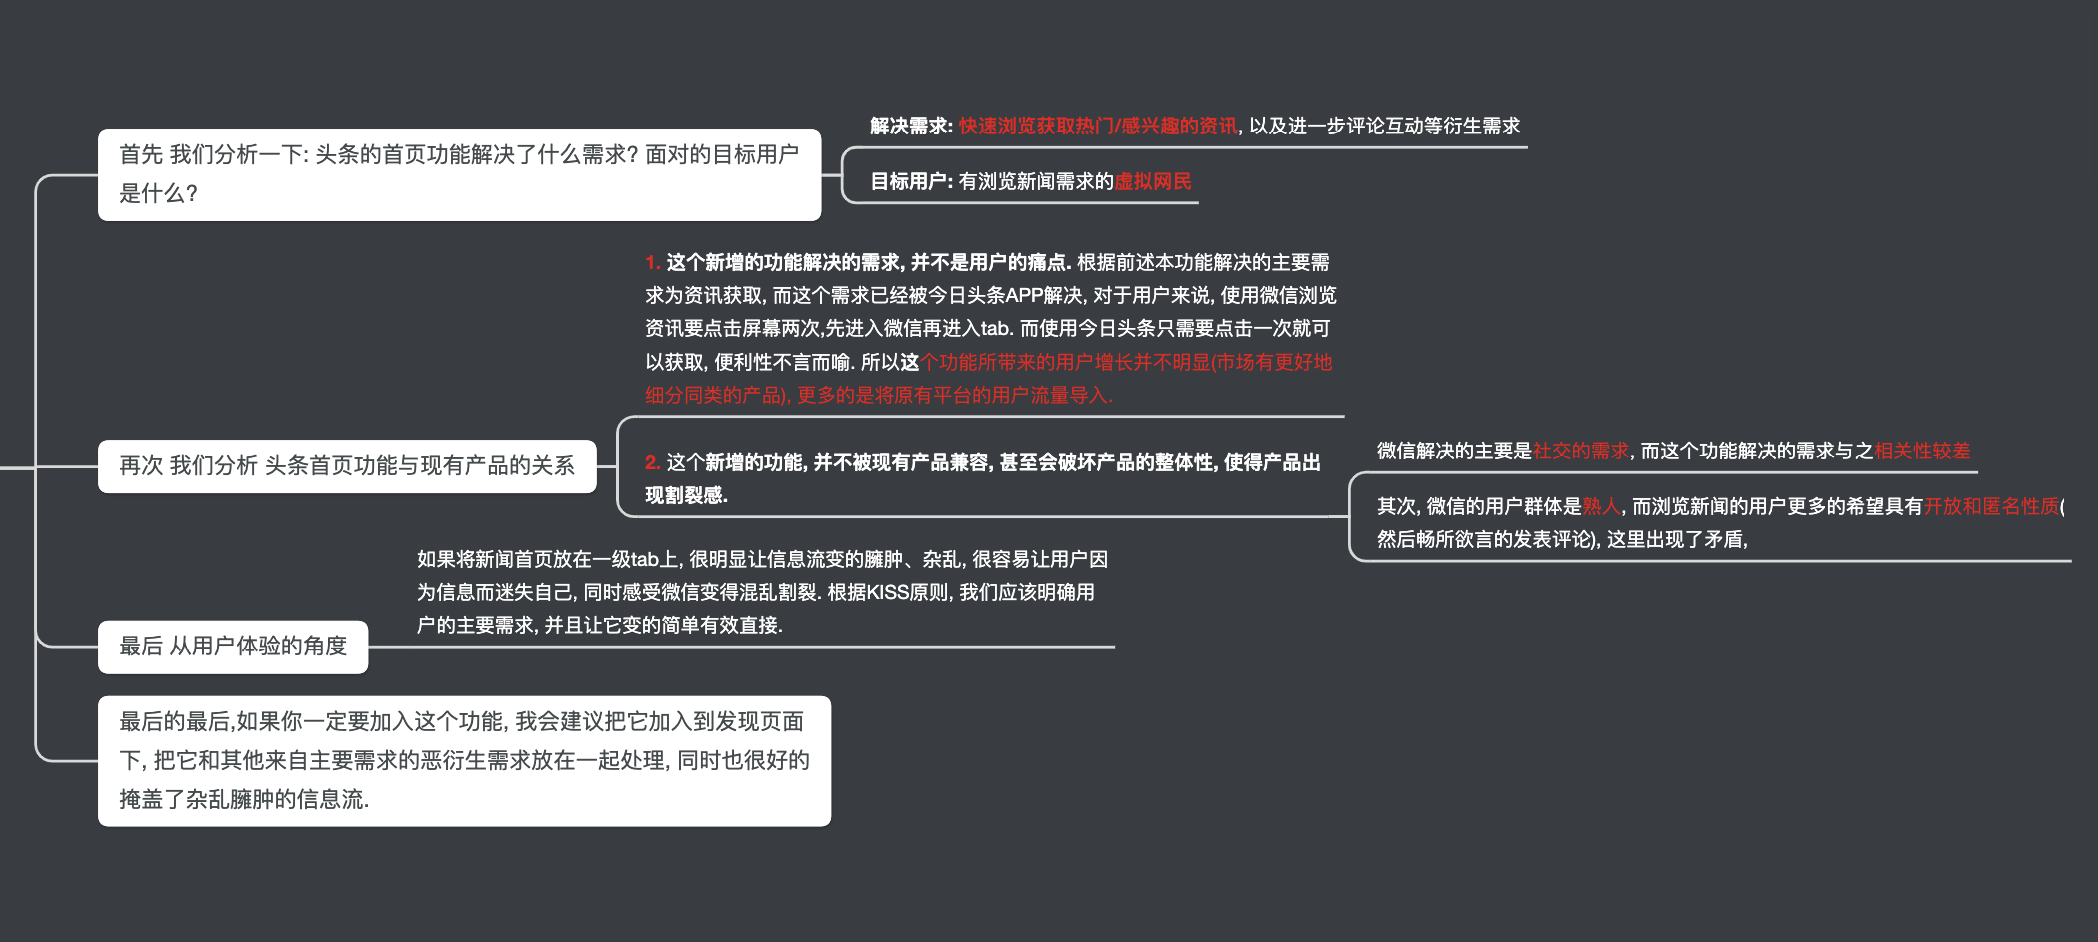 首先 我们分析一下: 头条的首页功能解决了什么需求? 面对的目标用户
是什么?
解决需求: 快速浏览获取热门/感兴趣的资讯, 以及进一步评论互动等衍生需求
目标用户: 有浏览新闻需求的虚拟网民
再次 我们分析 头条首页功能与现有产品的关系
1. 这个新增的功能解决的需求, 并不是用户的痛点. 根据前述本功能解决的主要需
求为资讯获取, 而这个需求已经被今日头条APP解决, 对于用户来说, 使用微信浏览
资讯要点击屏幕两次,先进入微信再进入tab. 而使用今日头条只需要点击一次就可
以获取, 便利性不言而喻. 所以这个功能所带来的用户增长并不明显(市场有更好地
细分同类的产品), 更多的是将原有平台的用户流量导入.
2. 这个新增的功能, 并不被现有产品兼容, 甚至会破坏产品的整体性, 使得产品出
现割裂感.
微信解决的主要是社交的需求, 而这个功能解决的需求与之相关性较差
其次, 微信的用户群体是熟人, 而浏览新闻的用户更多的希望具有开放和匿名性质(
然后畅所欲言的发表评论), 这里出现了矛盾,
最后 从用户体验的角度
如果将新闻首页放在一级tab上, 很明显让信息流变的臃肿、杂乱, 很容易让用户因
为信息而迷失自己, 同时感受微信变得混乱割裂. 根据KISS原则, 我们应该明确用
户的主要需求, 并且让它变的简单有效直接.
最后的最后,如果你一定要加入这个功能, 我会建议把它加入到发现页面
下, 把它和其他来自主要需求的恶衍生需求放在一起处理, 同时也很好的
掩盖了杂乱臃肿的信息流.